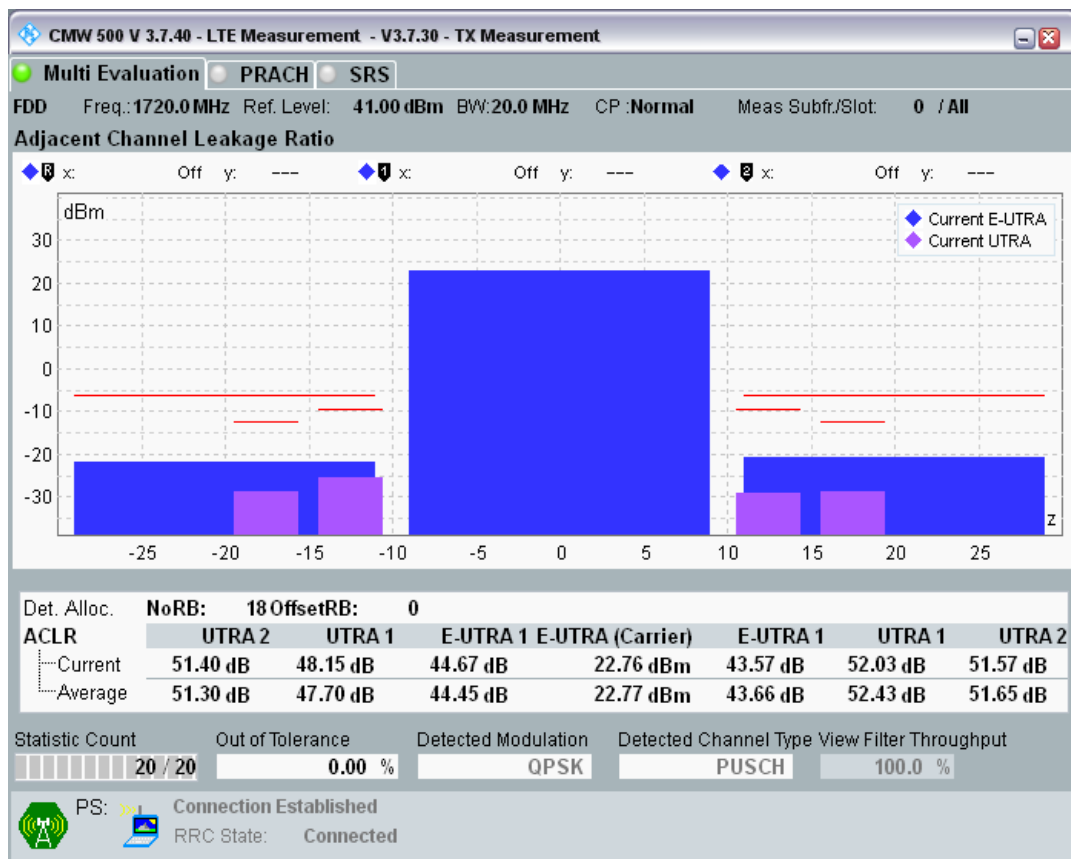 CMW 500 V 3.7.40 - LTE Measurement - V3.7.30 - TX Measurement
Multi Evaluation PRACH SRS
FDD Freq.: 1720.0 MHz Ref. Level: 41.00 dBm BW: 20.0 MHz CP : Normal Meas Subfr./Slot: 0 / All
Adjacent Channel Leakage Ratio
R x: Off y: --- 1 x: Off y: --- 2 x: Off y: ---
dBm
Current E-UTRA
Current UTRA
30
20
10
0
-10
-20
-30
z
-25 -20 -15 -10 -5 0 5 10 15 20 25
Det. Alloc. NoRB: 18 OffsetRB: 0
ACLR UTRA 2 UTRA 1 E-UTRA 1 E-UTRA (Carrier) E-UTRA 1 UTRA 1 UTRA 2
Current 51.40 dB 48.15 dB 44.67 dB 22.76 dBm 43.57 dB 52.03 dB 51.57 dB
Average 51.30 dB 47.70 dB 44.45 dB 22.77 dBm 43.66 dB 52.43 dB 51.65 dB
Statistic Count Out of Tolerance Detected Modulation Detected Channel Type View Filter Throughput
20 / 20 0.00 % QPSK PUSCH 100.0 %
PS: Connection Established
RRC State: Connected